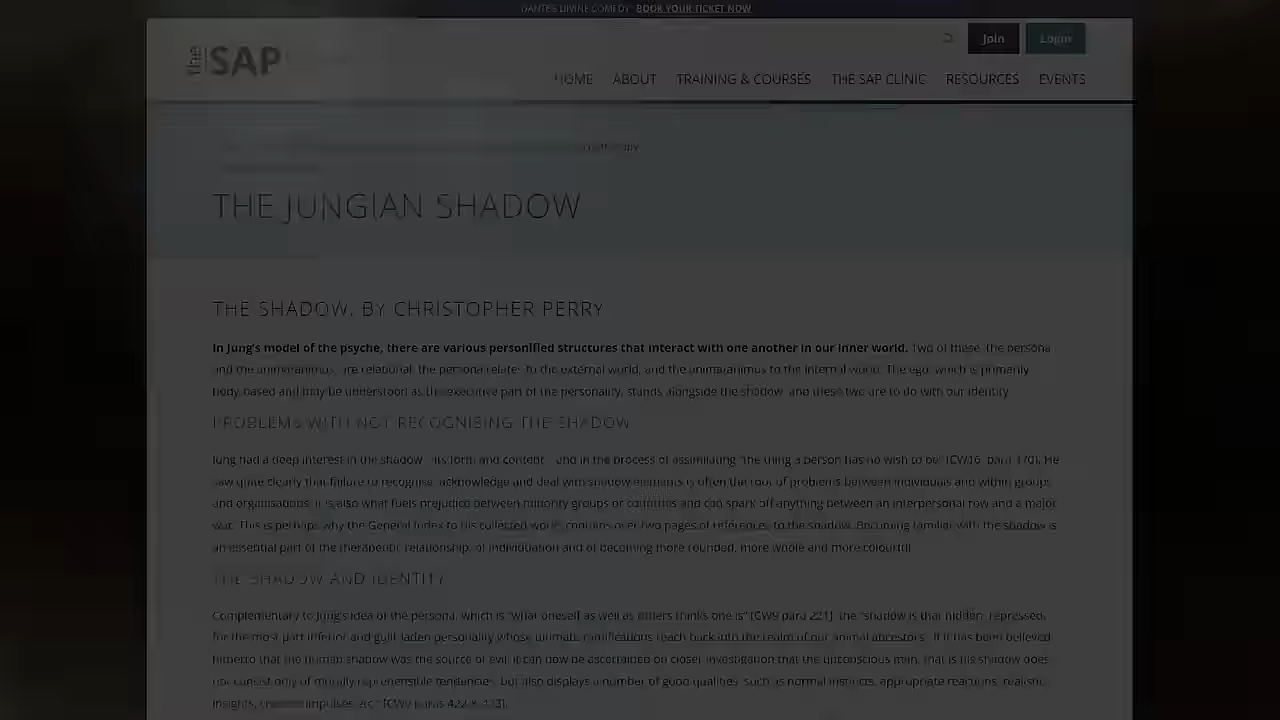 DANTE'S DIVINE COMEDY BOOK YOUR TICKET NOW
the SAP
Join Login
HOME ABOUT TRAINING & COURSES THE SAP CLINIC RESOURCES EVENTS
THE JUNGIAN SHADOW
THE SHADOW, BY CHRISTOPHER PERRY
In Jung's model of the psyche, there are various personified structures that interact with one another in our inner world. Two of these, the persona
and the anima/animus, are relational; the persona relates to the external world, and the anima/animus to the internal world. The ego, which is primarily
body-based and may be understood as the executive part of the personality, stands alongside the shadow, and these two are to do with our identity.
PROBLEMS WITH NOT RECOGNISING THE SHADOW
Jung had a deep interest in the shadow – its form and content – and in the process of assimilating "the thing a person has no wish to be" [CW16, para 470]. He
saw quite clearly that failure to recognise, acknowledge and deal with shadow elements is often the root of problems between individuals and within groups
and organisations; it is also what fuels prejudice between minority groups or countries and can spark off anything between an interpersonal row and a major
war. This is perhaps why the General Index to his collected works contains over two pages of references to the shadow. Becoming familiar with the shadow is
an essential part of the therapeutic relationship, of individuation and of becoming more rounded, more whole and more colourful.
THE SHADOW AND IDENTITY
Complementary to Jung's idea of the persona, which is "what oneself as well as others thinks one is" [CW9 para 221], the "shadow is that hidden, repressed,
for the most part inferior and guilt-laden personality whose ultimate ramifications reach back into the realm of our animal ancestors…If it has been believed
hitherto that the human shadow was the source of evil, it can now be ascertained on closer investigation that the unconscious man, that is his shadow does
not consist only of morally reprehensible tendencies, but also displays a number of good qualities, such as normal instincts, appropriate reactions, realistic
insights, creative impulses etc." [CW9 paras 422 & 423].